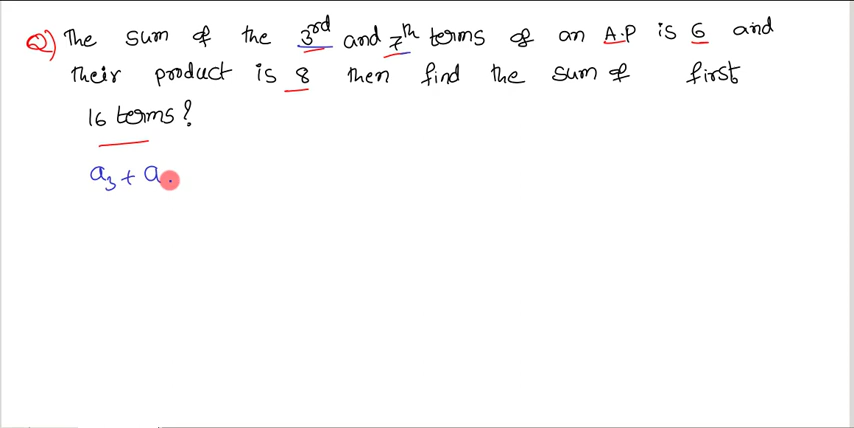 Q) The sum of the 3rd and 7th terms of an A.P is 6 and
their product is 8 then find the sum of first
16 terms?
a₃ + a